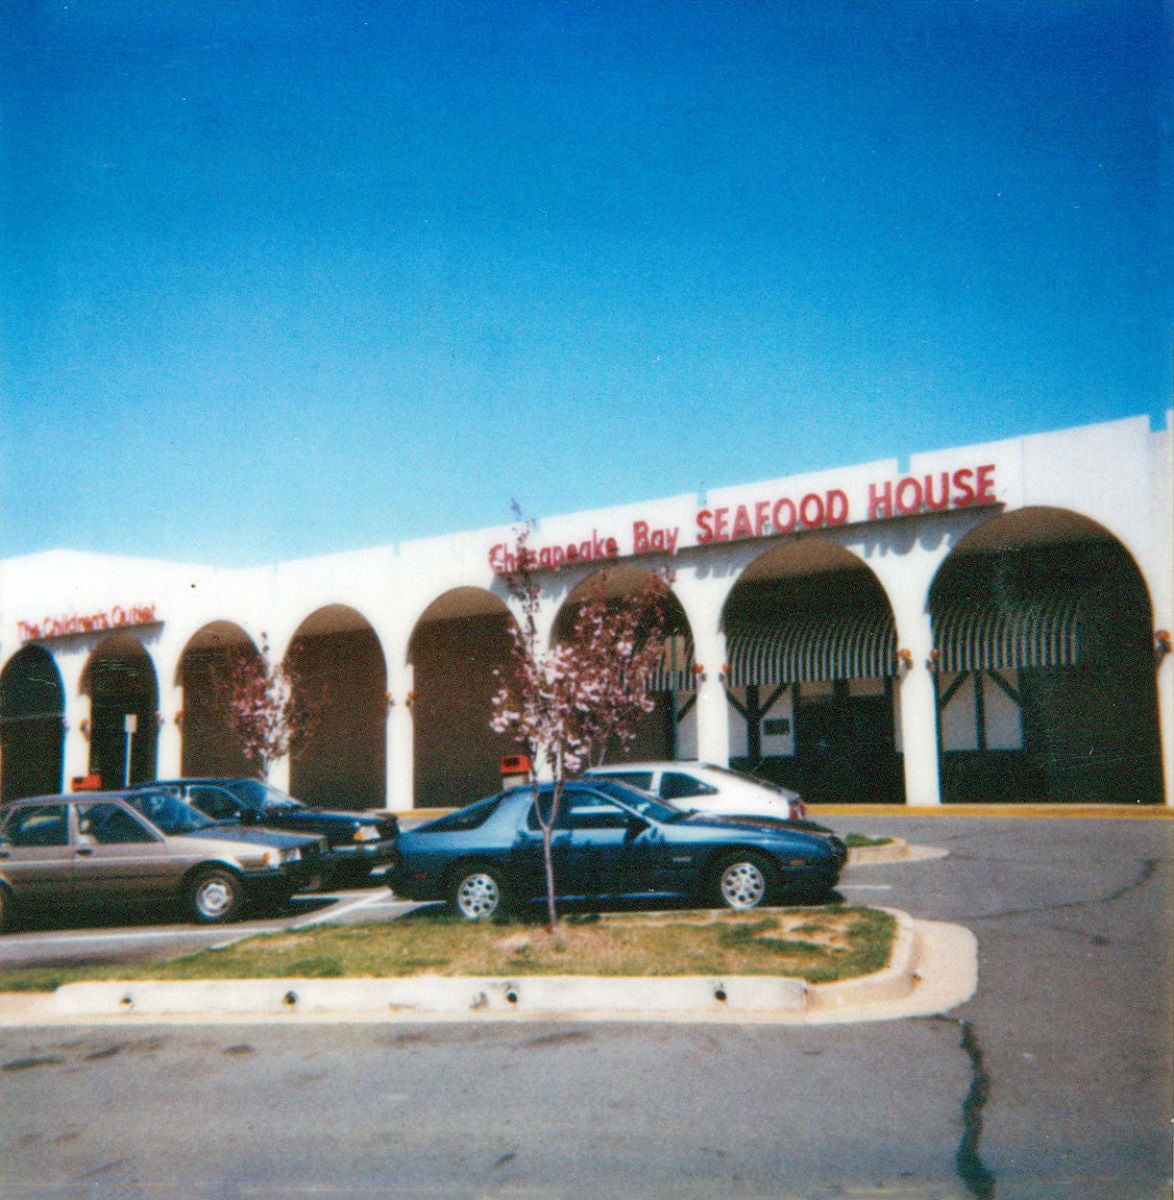 The Children's Outlet
Chesapeake Bay SEAFOOD HOUSE